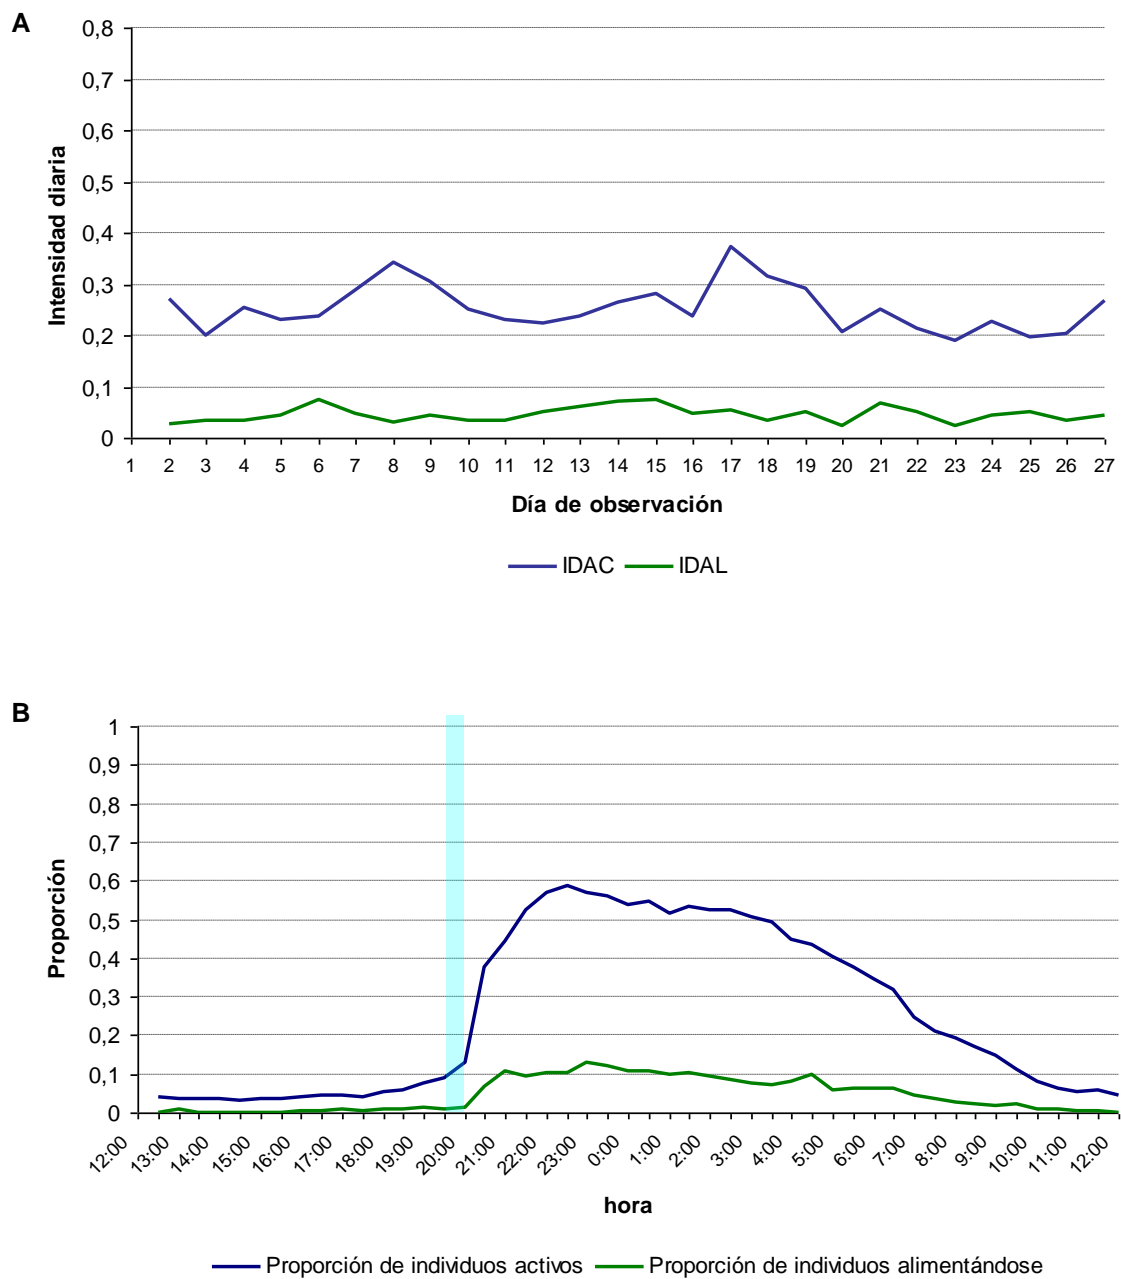 A
0,8
0,7
0,6
0,5
0,4
0,3
0,2
0,1
0
Intensidad diaria
1 2 3 4 5 6 7 8 9 10 11 12 13 14 15 16 17 18 19 20 21 22 23 24 25 26 27
Día de observación
IDAC IDAL
B
1
0,9
0,8
0,7
0,6
0,5
0,4
0,3
0,2
0,1
0
Proporción
12:00 13:00 14:00 15:00 16:00 17:00 18:00 19:00 20:00 21:00 22:00 23:00 0:00 1:00 2:00 3:00 4:00 5:00 6:00 7:00 8:00 9:00 10:00 11:00 12:00
hora
Proporción de individuos activos Proporción de individuos alimentándose